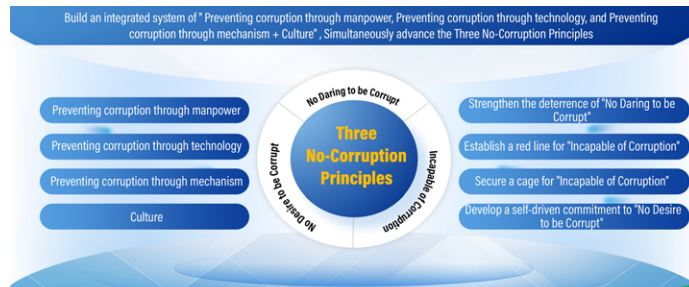 Build an integrated system of " Preventing corruption through manpower, Preventing corruption through technology, and Preventing
corruption through mechanism + Culture" , Simultaneously advance the Three No-Corruption Principles
Preventing corruption through manpower
Preventing corruption through technology
Preventing corruption through mechanism
Culture
No Daring to be Corrupt
No Desire to be Corrupt
Incapable of Corruption
Three
No-Corruption
Principles
Strengthen the deterrence of "No Daring to be
Corrupt"
Establish a red line for "Incapable of Corruption"
Secure a cage for "Incapable of Corruption"
Develop a self-driven commitment to "No Desire
to be Corrupt"